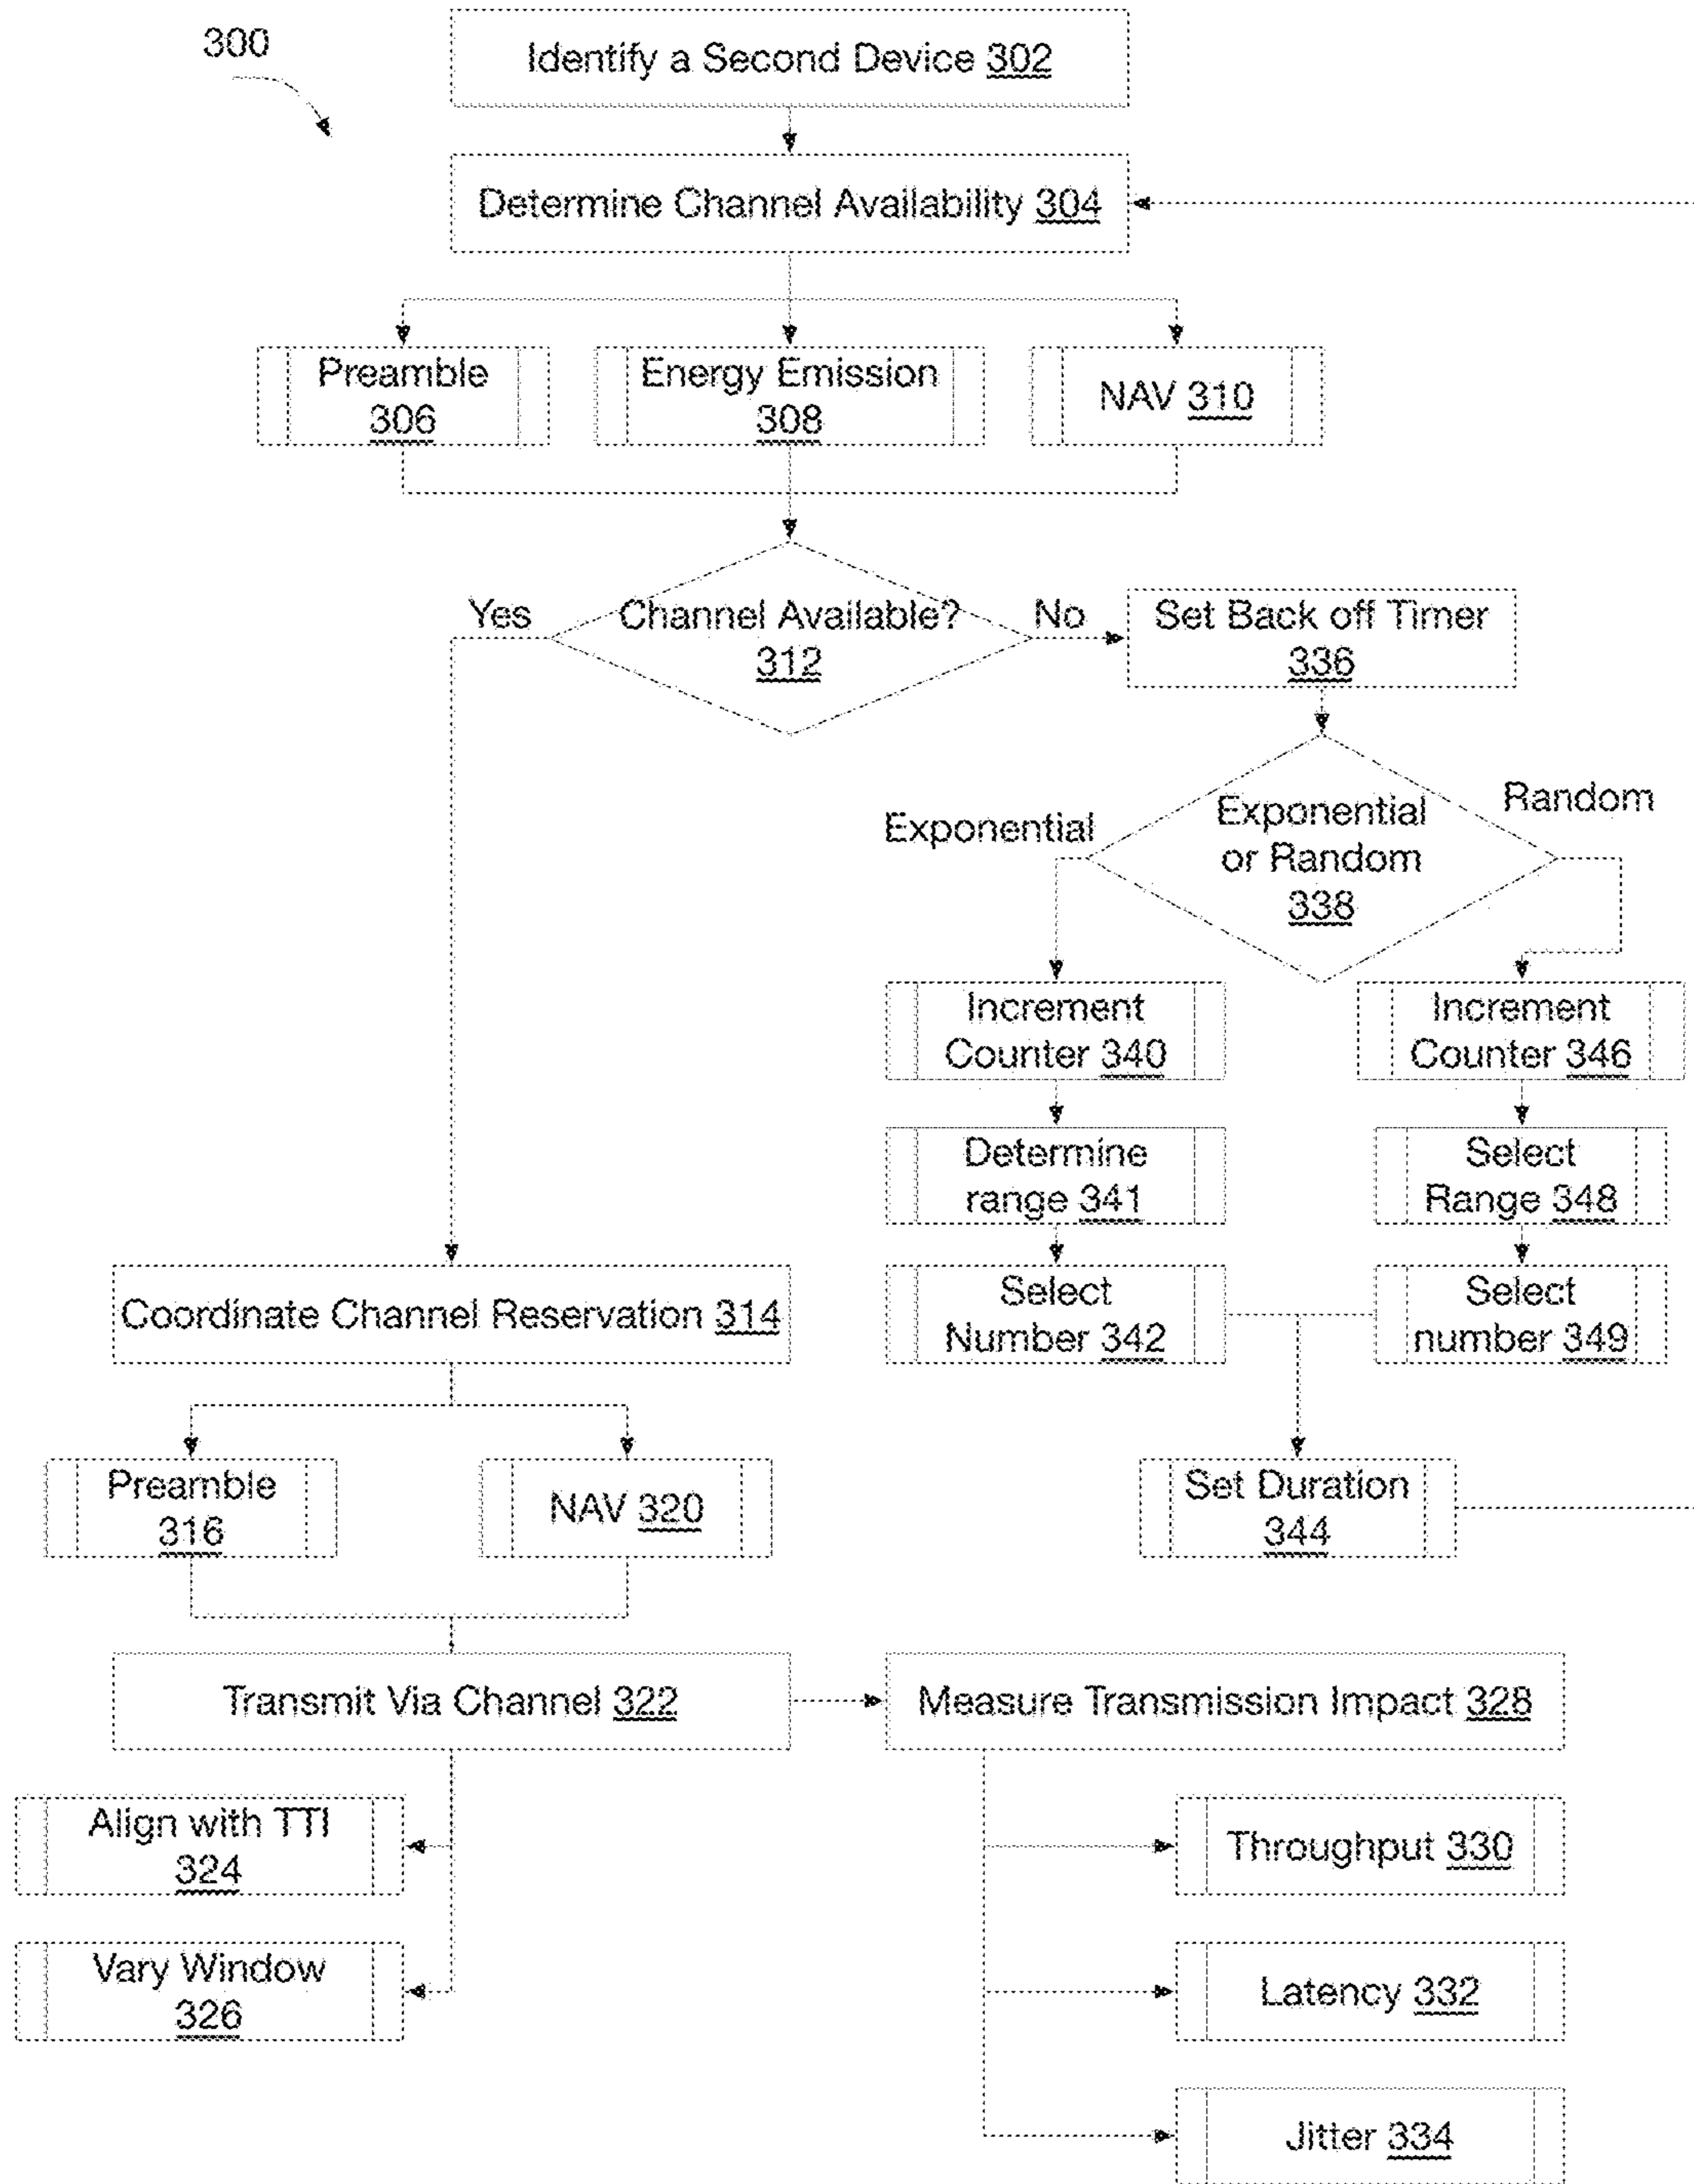 300
Identify a Second Device 302
Determine Channel Availability 304
Preamble
306
Energy Emission
308
NAV 310
Yes
Channel Available?
312
No
Set Back off Timer
336
Exponential
Exponential
or Random
338
Random
Increment
Counter 340
Increment
Counter 346
Determine
range 341
Select
Range 348
Select
Number 342
Select
number 349
Coordinate Channel Reservation 314
Set Duration
344
Preamble
316
NAV 320
Transmit Via Channel 322
Measure Transmission Impact 328
Align with TTI
324
Throughput 330
Vary Window
326
Latency 332
Jitter 334